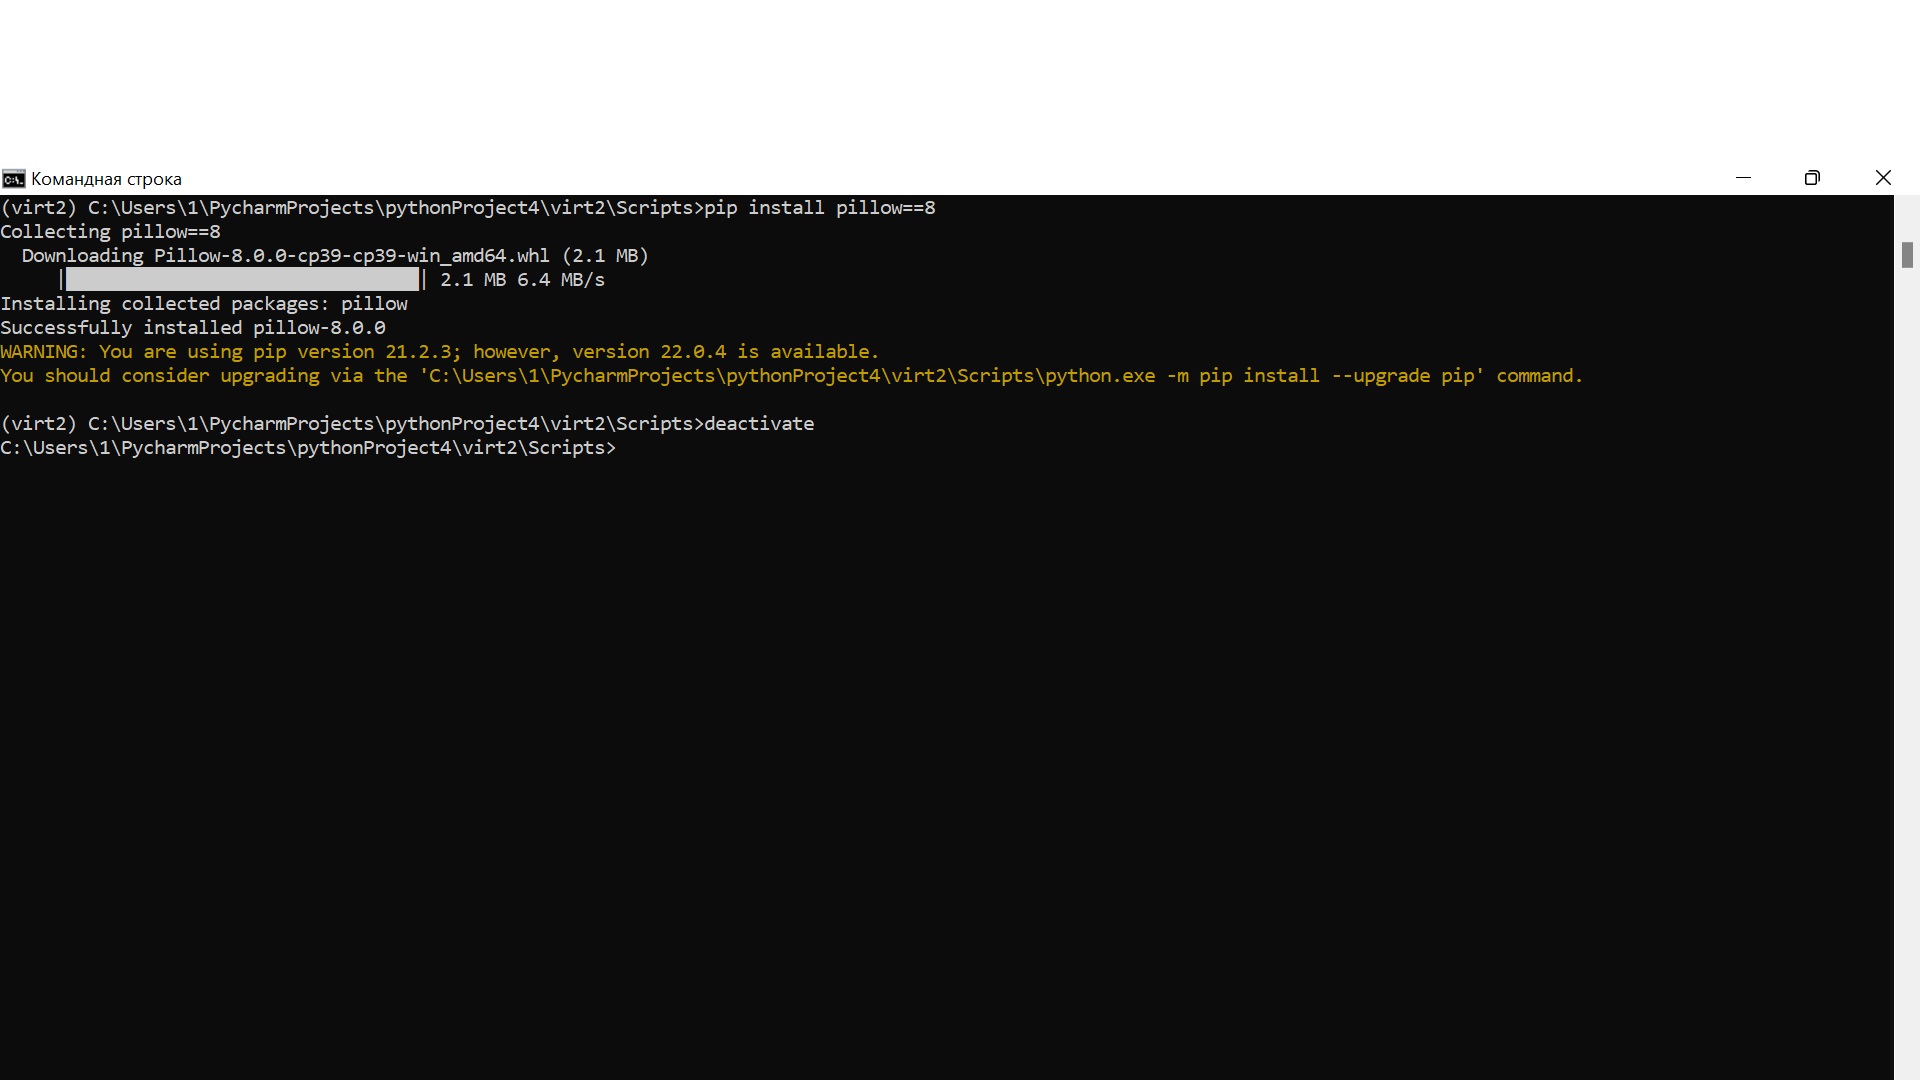 Командная строка
(virt2) C:\Users\1\PycharmProjects\pythonProject4\virt2\Scripts>pip install pillow==8
Collecting pillow==8
  Downloading Pillow-8.0.0-cp39-cp39-win_amd64.whl (2.1 MB)
     |████████████████████████████████| 2.1 MB 6.4 MB/s
Installing collected packages: pillow
Successfully installed pillow-8.0.0
WARNING: You are using pip version 21.2.3; however, version 22.0.4 is available.
You should consider upgrading via the 'C:\Users\1\PycharmProjects\pythonProject4\virt2\Scripts\python.exe -m pip install --upgrade pip' command.
(virt2) C:\Users\1\PycharmProjects\pythonProject4\virt2\Scripts>deactivate
C:\Users\1\PycharmProjects\pythonProject4\virt2\Scripts>